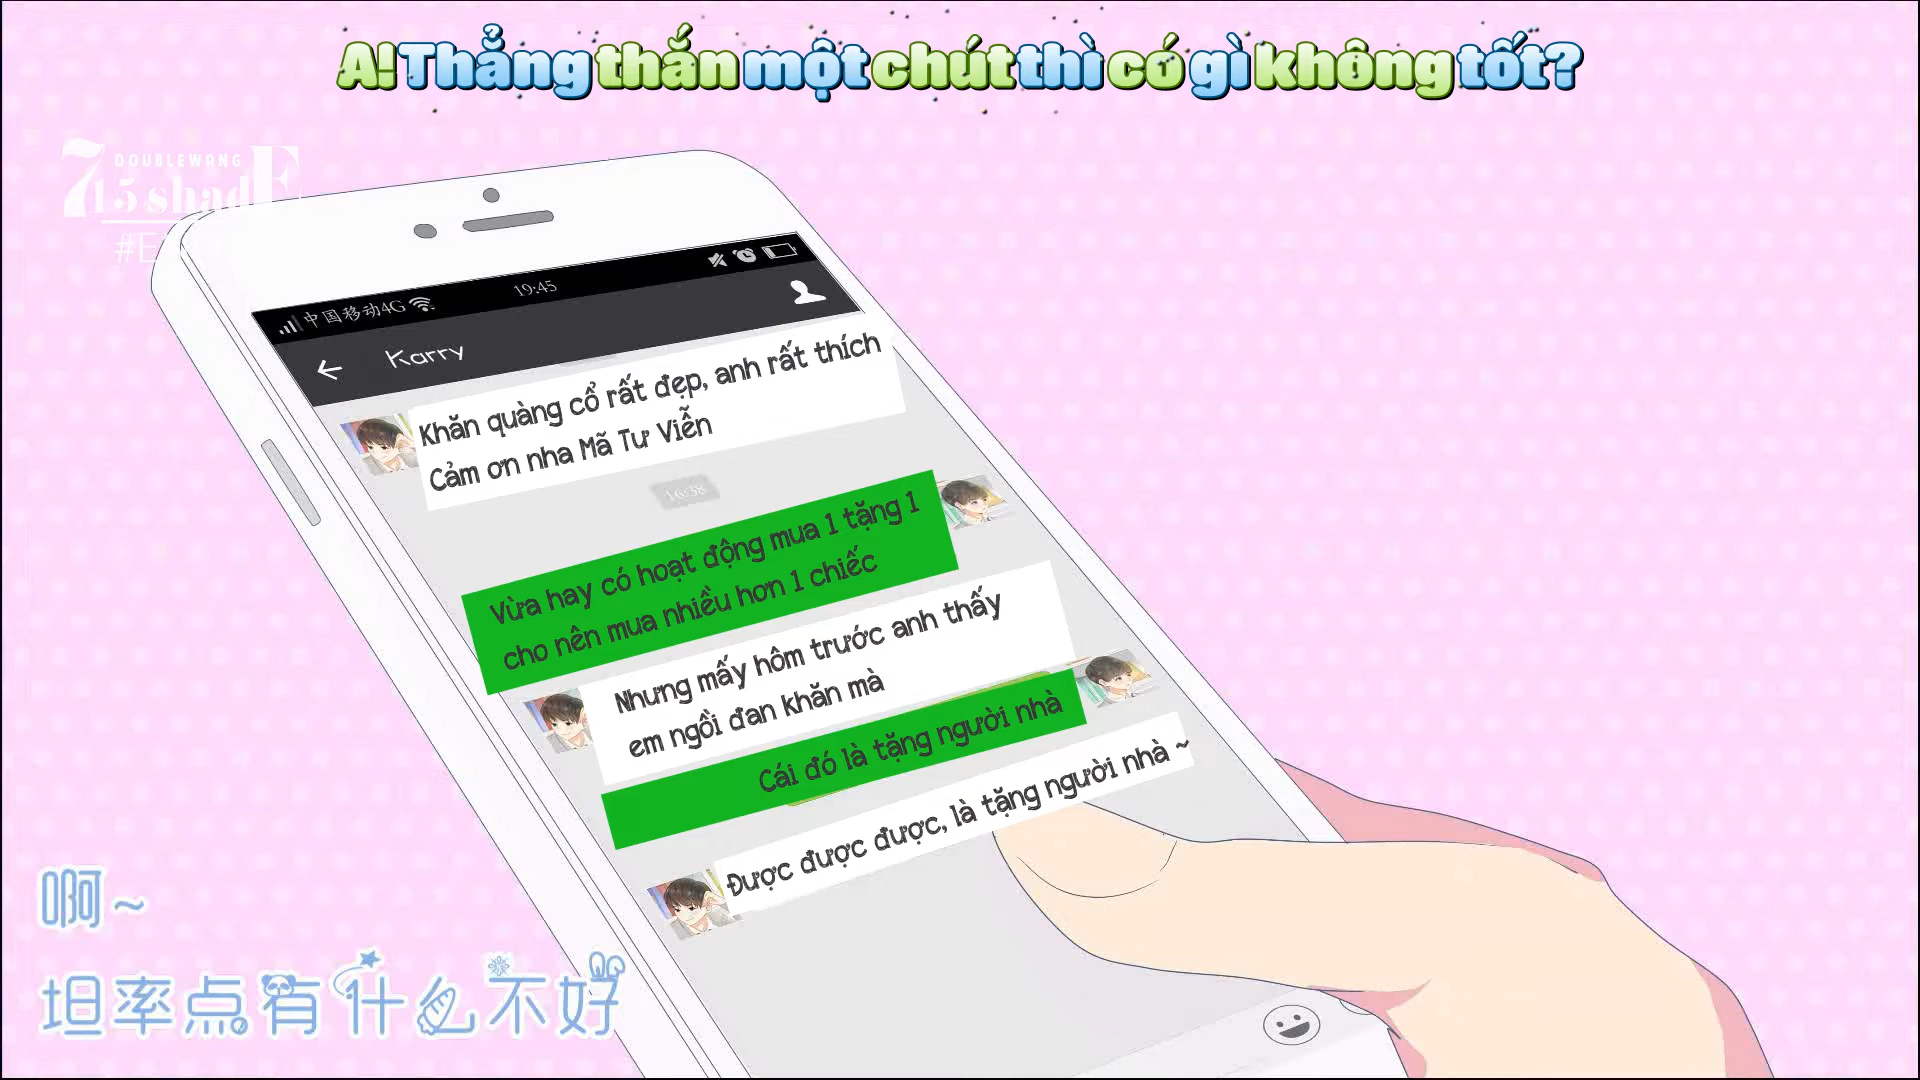 A! Thẳng thắn một chút thì có gì không tốt?
DOUBLEWANG
715 shadE
中国移动4G
19:45
Karry
Khăn quàng cổ rất đẹp, anh rất thích
Cảm ơn nha Mã Tư Viễn
16:38
Vừa hay có hoạt động mua 1 tặng 1
cho nên mua nhiều hơn 1 chiếc
Nhưng mấy hôm trước anh thấy
em ngồi đan khăn mà
Cái đó là tặng người nhà
Được được được, là tặng người nhà ~
啊~
坦率点有什么不好